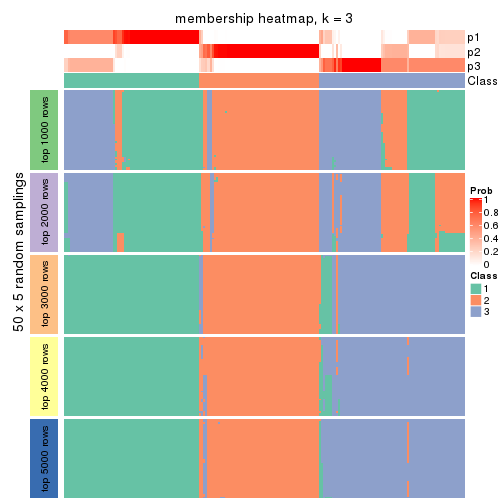 membership heatmap, k = 3
p1
p2
p3
Class
50 x 5 random samplings
top 1000 rows
top 2000 rows
top 3000 rows
top 4000 rows
top 5000 rows
Prob
1
0.8
0.6
0.4
0.2
0
Class
1
2
3